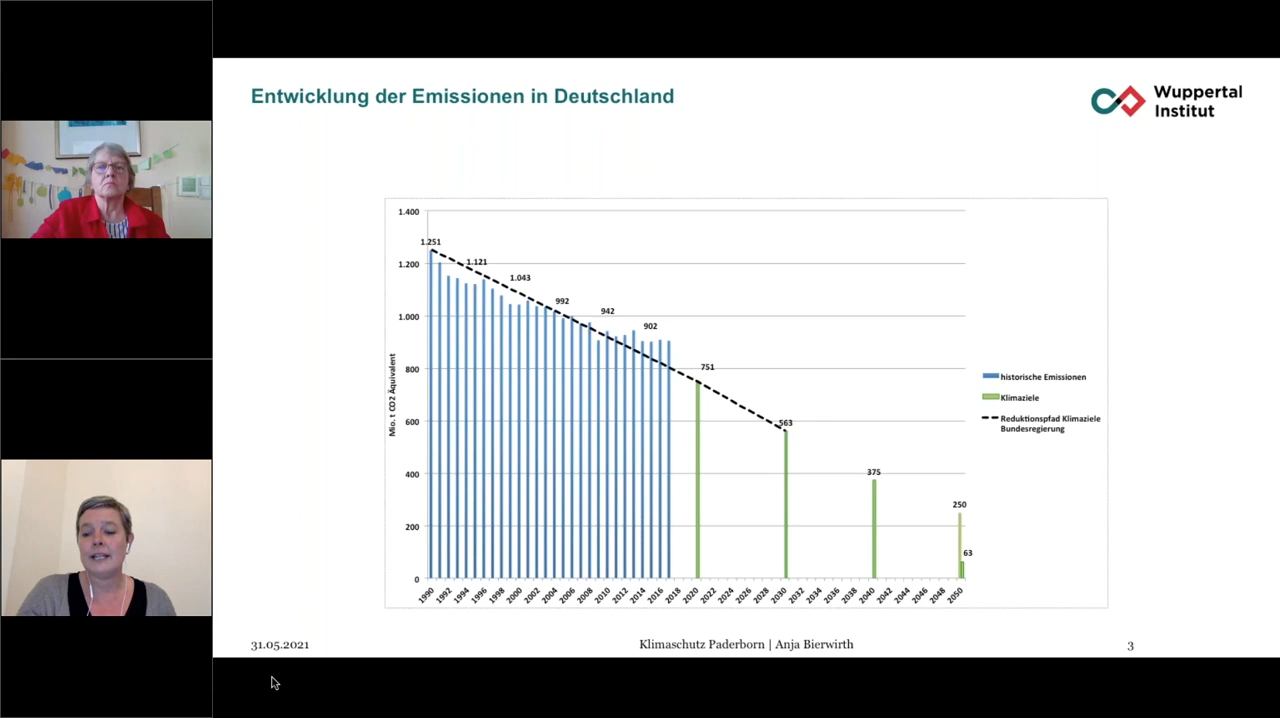 Entwicklung der Emissionen in Deutschland
Wuppertal
Institut
1.400
1.251
1.200
1.121
1.043
1.000
992
942
902
800
751
600
563
400
375
250
200
63
0
Mio. t CO2 Äquivalent
1990 1992 1994 1996 1998 2000 2002 2004 2006 2008 2010 2012 2014 2016 2018 2020 2022 2024 2026 2028 2030 2032 2034 2036 2038 2040 2042 2044 2046 2048 2050
historische Emissionen
Klimaziele
Reduktionspfad Klimaziele
Bundesregierung
31.05.2021
Klimaschutz Paderborn | Anja Bierwirth
3